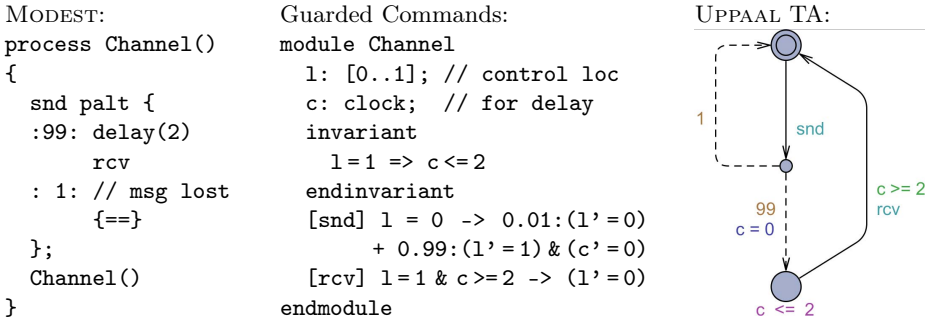 MODEST:
process Channel()
{
  snd palt {
  :99: delay(2)
       rcv
  : 1: // msg lost
       {==}
  };
  Channel()
}
Guarded Commands:
module Channel
  l: [0..1]; // control loc
  c: clock;  // for delay
  invariant
    l=1 => c<=2
  endinvariant
  [snd] l = 0 -> 0.01:(l'=0)
       + 0.99:(l'=1)&(c'=0)
  [rcv] l=1 & c>=2 -> (l'=0)
endmodule
UPPAAL TA:
1
snd
99
c = 0
c >= 2
rcv
c <= 2